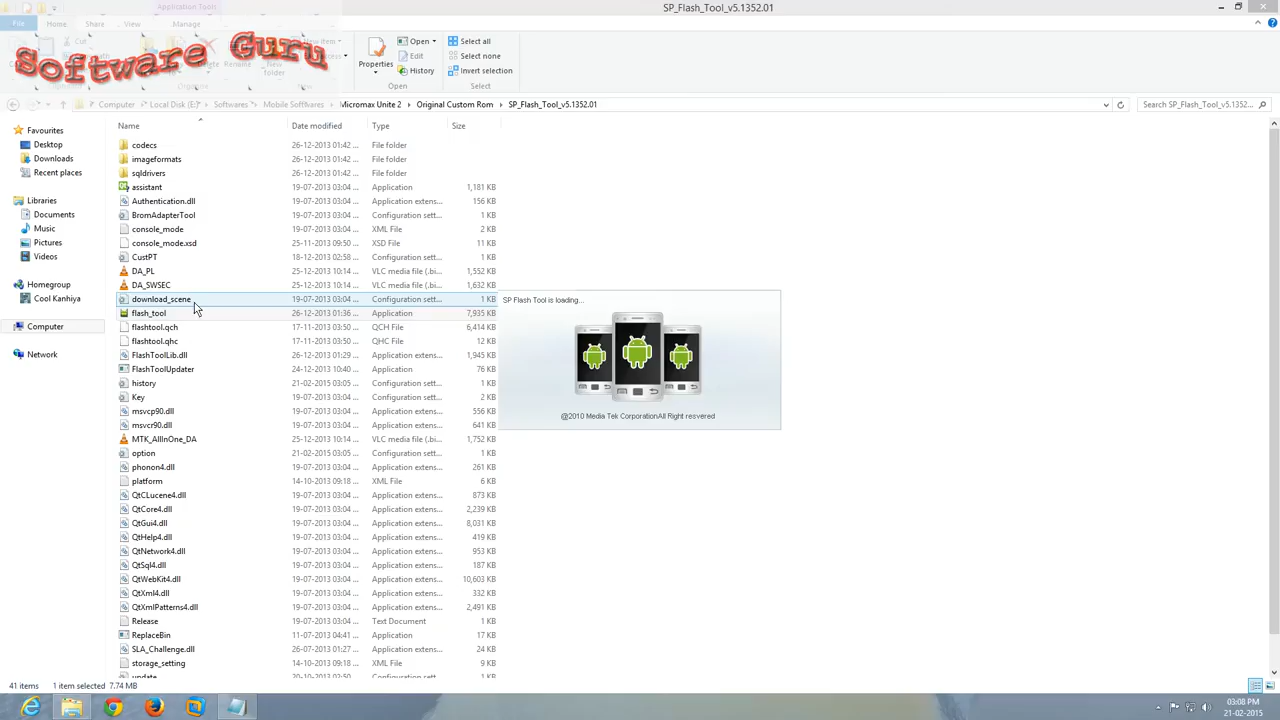 Application Tools
SP_Flash_Tool_v5.1352.01
File Home Share View Manage
Software Guru
Cut
Rename
New folder
New item
Properties
Open
Edit
History
Select all
Select none
Invert selection
Open
Select
Computer Local Disk (E:) Softwares Mobile Softwares Micromax Unite 2 Original Custom Rom SP_Flash_Tool_v5.1352.01
Search SP_Flash_Tool_v5.1352...
Favourites
Desktop
Downloads
Recent places
Libraries
Documents
Music
Pictures
Videos
Homegroup
Cool Kanhiya
Computer
Network
Name Date modified Type Size
codecs 26-12-2013 01:42 ... File folder
imageformats 26-12-2013 01:42 ... File folder
sqldrivers 26-12-2013 01:42 ... File folder
assistant 19-07-2013 03:04 ... Application 1,181 KB
Authentication.dll 19-07-2013 03:04 ... Application extens... 156 KB
BromAdapterTool 19-07-2013 03:04 ... Configuration sett... 1 KB
console_mode 19-07-2013 03:04 ... XML File 2 KB
console_mode.xsd 25-11-2013 09:50 ... XSD File 11 KB
CustPT 18-12-2013 02:58 ... Configuration sett... 1 KB
DA_PL 25-12-2013 10:14 ... VLC media file (.bi... 1,552 KB
DA_SWSEC 25-12-2013 10:14 ... VLC media file (.bi... 1,632 KB
download_scene 19-07-2013 03:04 ... Configuration sett... 1 KB
flash_tool 26-12-2013 01:36 ... Application 7,935 KB
flashtool.qch 17-11-2013 03:50 ... QCH File 6,414 KB
flashtool.qhc 17-11-2013 03:50 ... QHC File 12 KB
FlashToolLib.dll 26-12-2013 01:29 ... Application extens... 1,945 KB
FlashToolUpdater 24-12-2013 10:40 ... Application 76 KB
history 21-02-2015 03:05 ... Configuration sett... 1 KB
Key 09-12-2013 09:58 ... Configuration sett... 2 KB
msvcp90.dll 19-07-2013 03:04 ... Application extens... 556 KB
msvcr90.dll 19-07-2013 03:04 ... Application extens... 641 KB
MTK_AllInOne_DA 25-12-2013 10:14 ... VLC media file (.bi... 1,752 KB
option 21-02-2015 03:05 ... Configuration sett... 1 KB
phonon4.dll 19-07-2013 03:04 ... Application extens... 261 KB
platform 14-10-2013 09:18 ... XML File 6 KB
QtCLucene4.dll 19-07-2013 03:04 ... Application extens... 873 KB
QtCore4.dll 19-07-2013 03:04 ... Application extens... 2,239 KB
QtGui4.dll 19-07-2013 03:04 ... Application extens... 8,031 KB
QtHelp4.dll 19-07-2013 03:04 ... Application extens... 419 KB
QtNetwork4.dll 19-07-2013 03:04 ... Application extens... 953 KB
QtSql4.dll 19-07-2013 03:04 ... Application extens... 187 KB
QtWebKit4.dll 19-07-2013 03:04 ... Application extens... 10,603 KB
QtXml4.dll 19-07-2013 03:04 ... Application extens... 332 KB
QtXmlPatterns4.dll 19-07-2013 03:04 ... Application extens... 2,491 KB
Release 19-07-2013 03:04 ... Text Document 1 KB
ReplaceBin 11-07-2013 04:41 ... Application 17 KB
SLA_Challenge.dll 26-07-2013 01:27 ... Application extens... 24 KB
storage_setting 14-10-2013 09:18 ... XML File 9 KB
update
SP Flash Tool is loading...
@2010 Media Tek CorporationAll Right resvered
41 items 1 item selected 7.74 MB
03:08 PM
21-02-2015